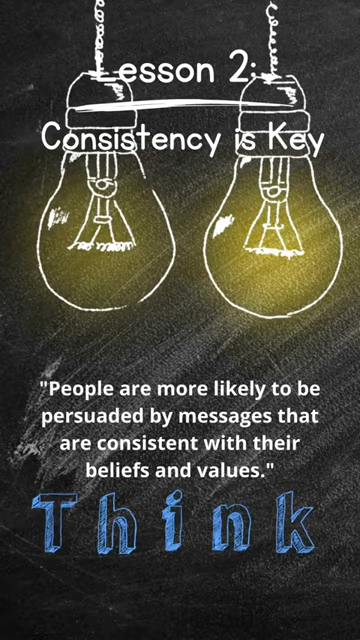 Lesson 2:
Consistency is Key
"People are more likely to be
persuaded by messages that
are consistent with their
beliefs and values."
Think